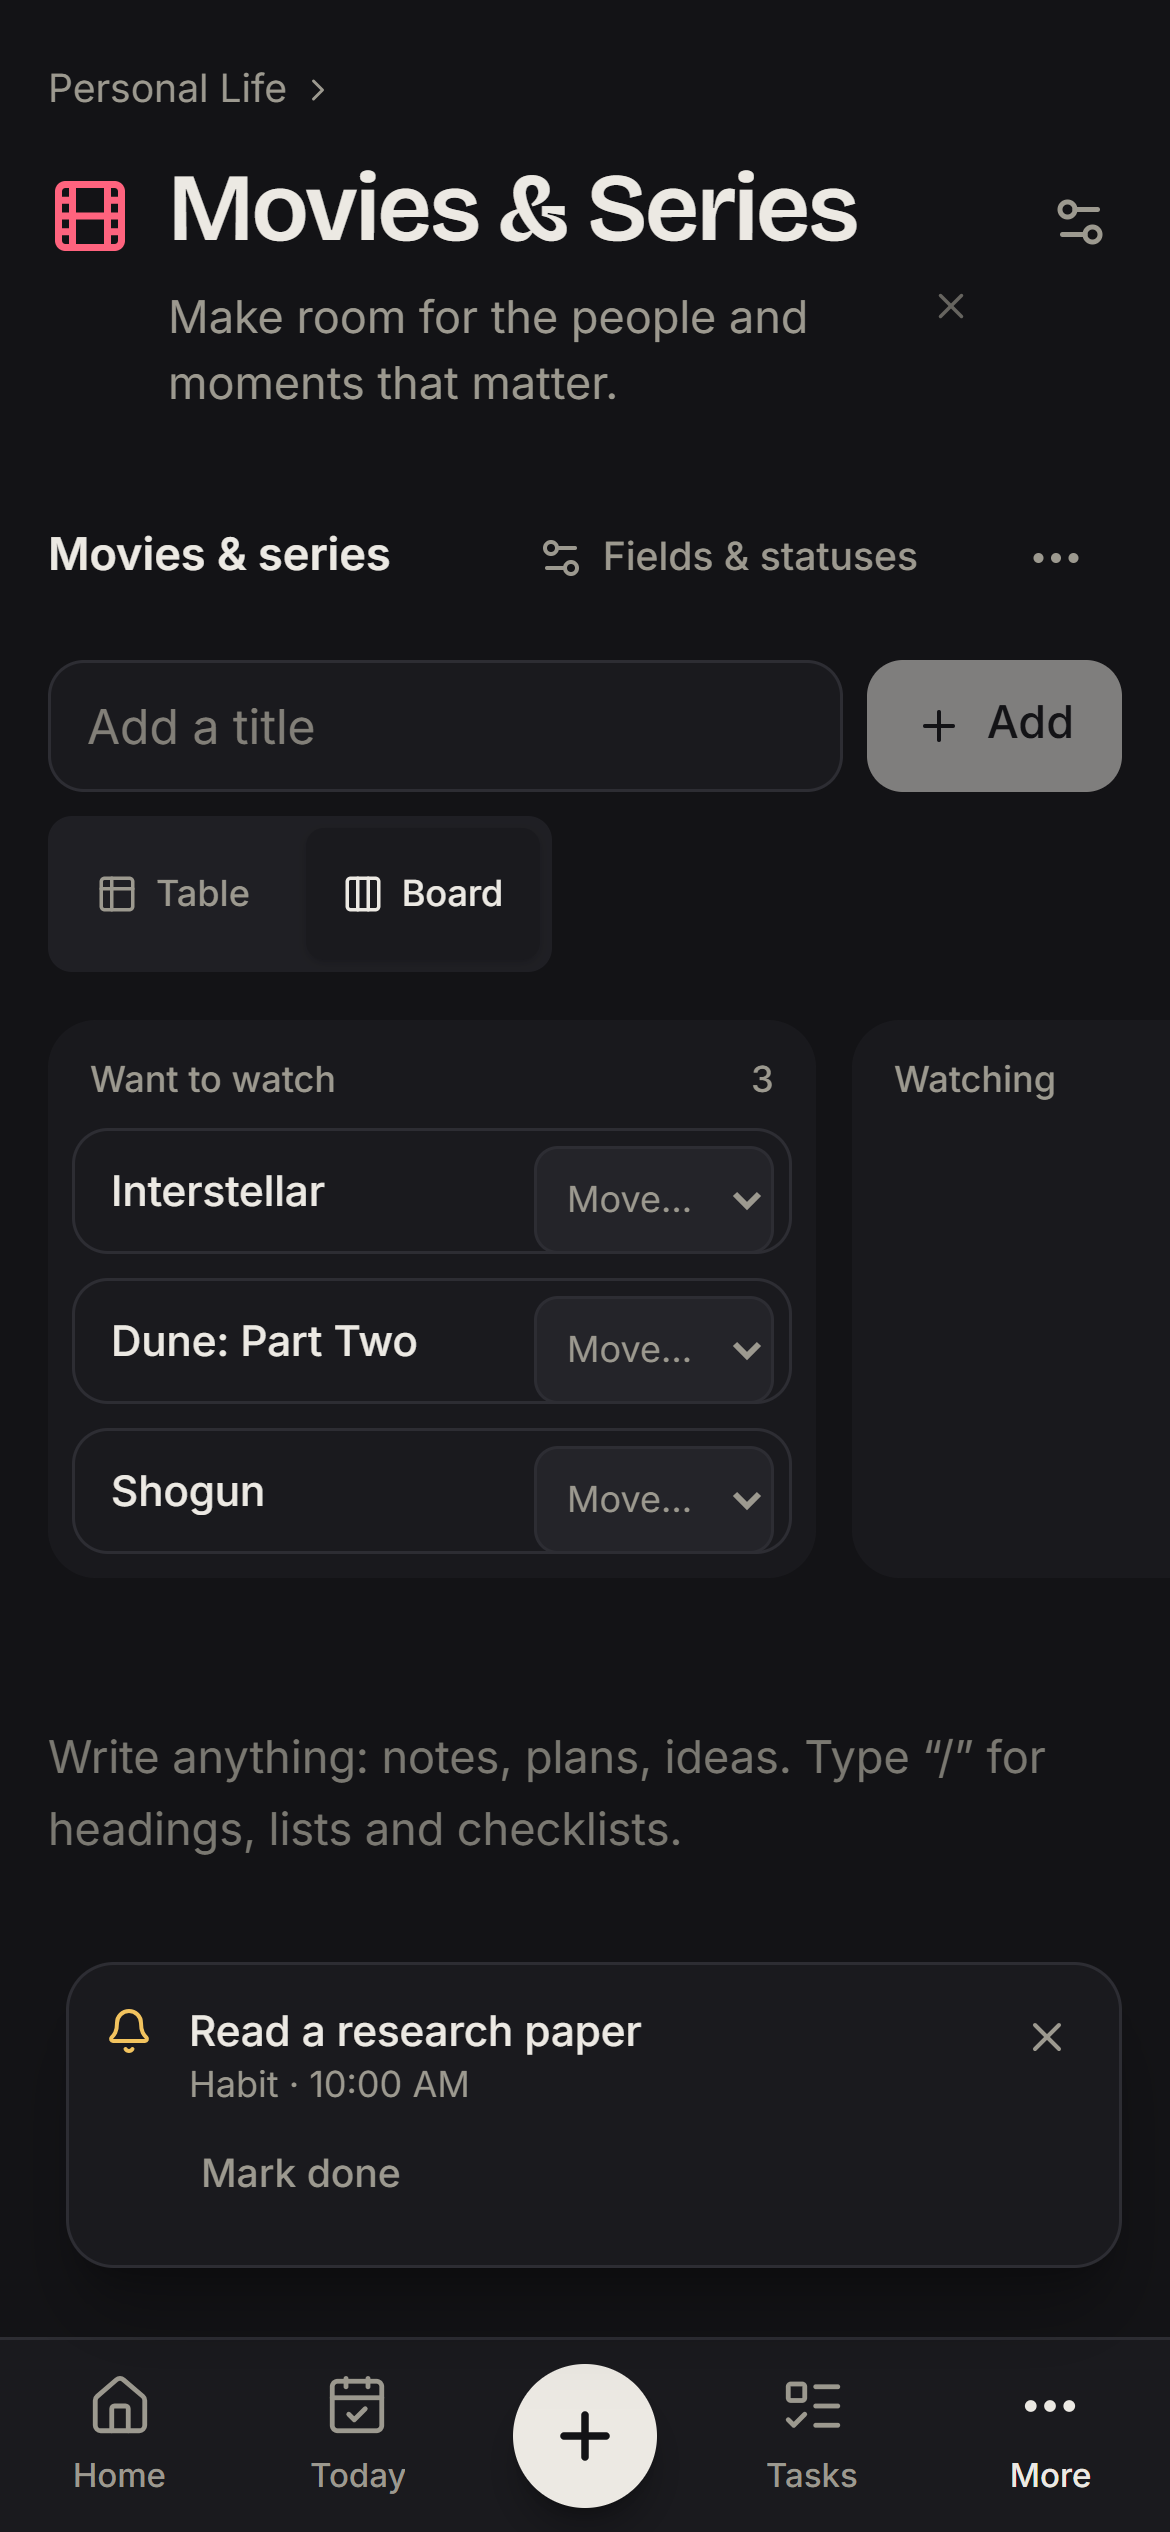 Personal Life
Movies & Series
Make room for the people and
moments that matter.
Movies & series
Fields & statuses
Add a title
Add
Table
Board
Want to watch
3
Watching
Interstellar
Move...
Dune: Part Two
Move...
Shogun
Move...
Write anything: notes, plans, ideas. Type “/” for
headings, lists and checklists.
Read a research paper
Habit · 10:00 AM
Mark done
Home
Today
Tasks
More